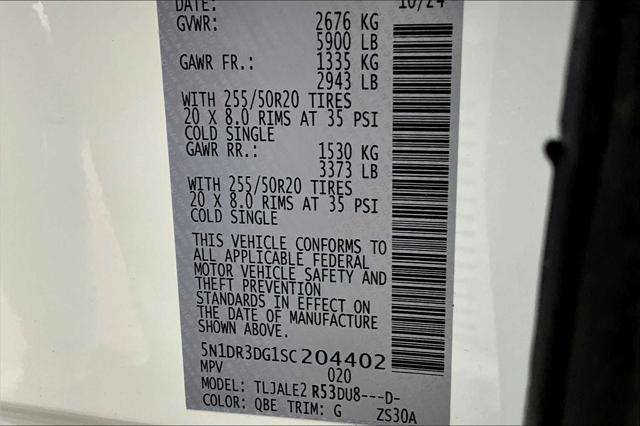 DATE: 10/24
GVWR: 2676 KG
5900 LB
GAWR FR.: 1335 KG
2943 LB
WITH 255/50R20 TIRES
20 X 8.0 RIMS AT 35 PSI
COLD SINGLE
GAWR RR.: 1530 KG
3373 LB
WITH 255/50R20 TIRES
20 X 8.0 RIMS AT 35 PSI
COLD SINGLE
THIS VEHICLE CONFORMS TO
ALL APPLICABLE FEDERAL
MOTOR VEHICLE SAFETY AND
THEFT PREVENTION
STANDARDS IN EFFECT ON
THE DATE OF MANUFACTURE
SHOWN ABOVE.
5N1DR3DG1SC204402
MPV 020
MODEL: TLJALE2 R53DU8---D-
COLOR: QBE TRIM: G ZS30A